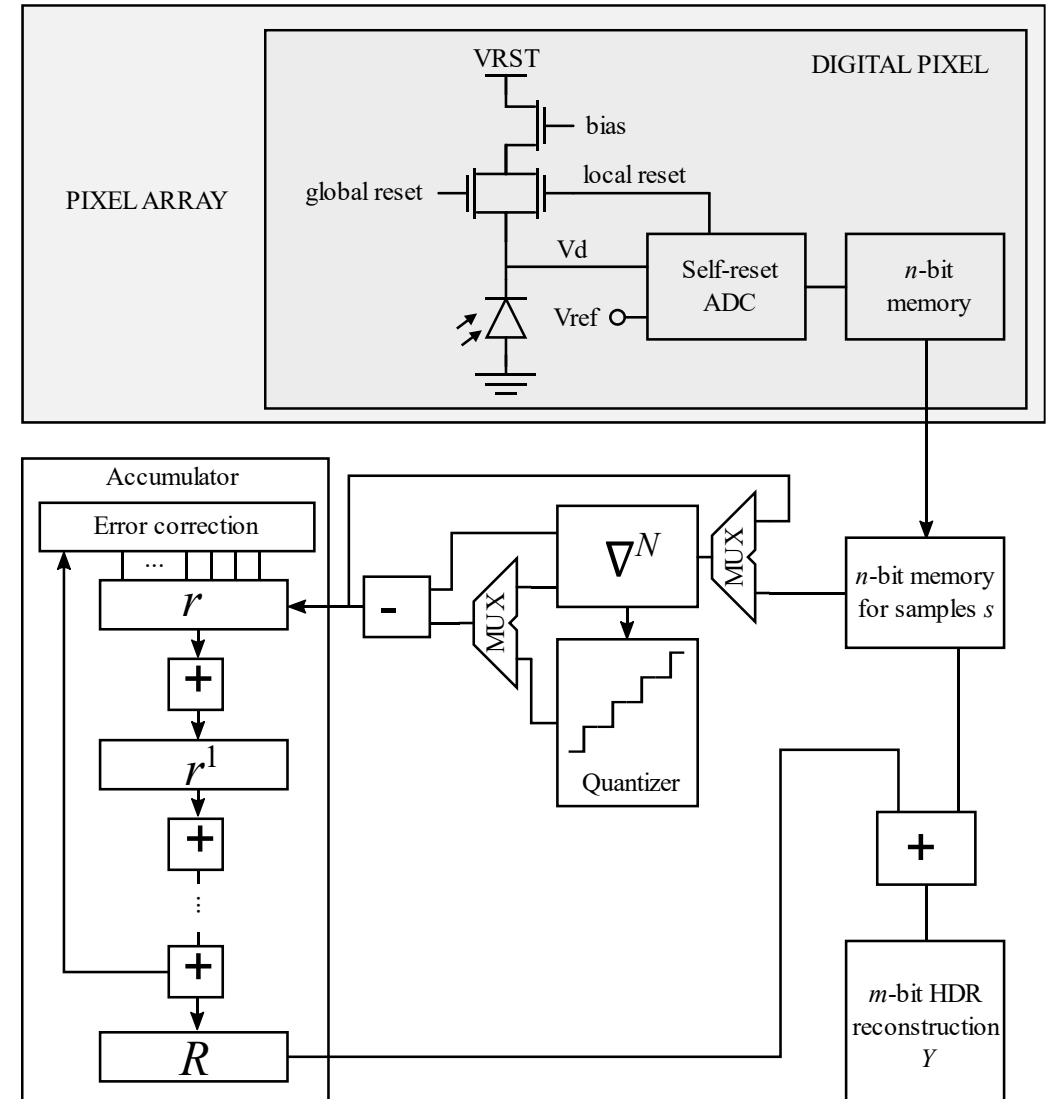 VRST
DIGITAL PIXEL
bias
local reset
global reset
PIXEL ARRAY
Vd
Self-reset
ADC
n-bit
memory
Vref
Accumulator
Error correction
...
r
+
r¹
+
...
+
R
-
MUX
∇ᴺ
MUX
Quantizer
n-bit memory
for samples s
+
m-bit HDR
reconstruction
Y